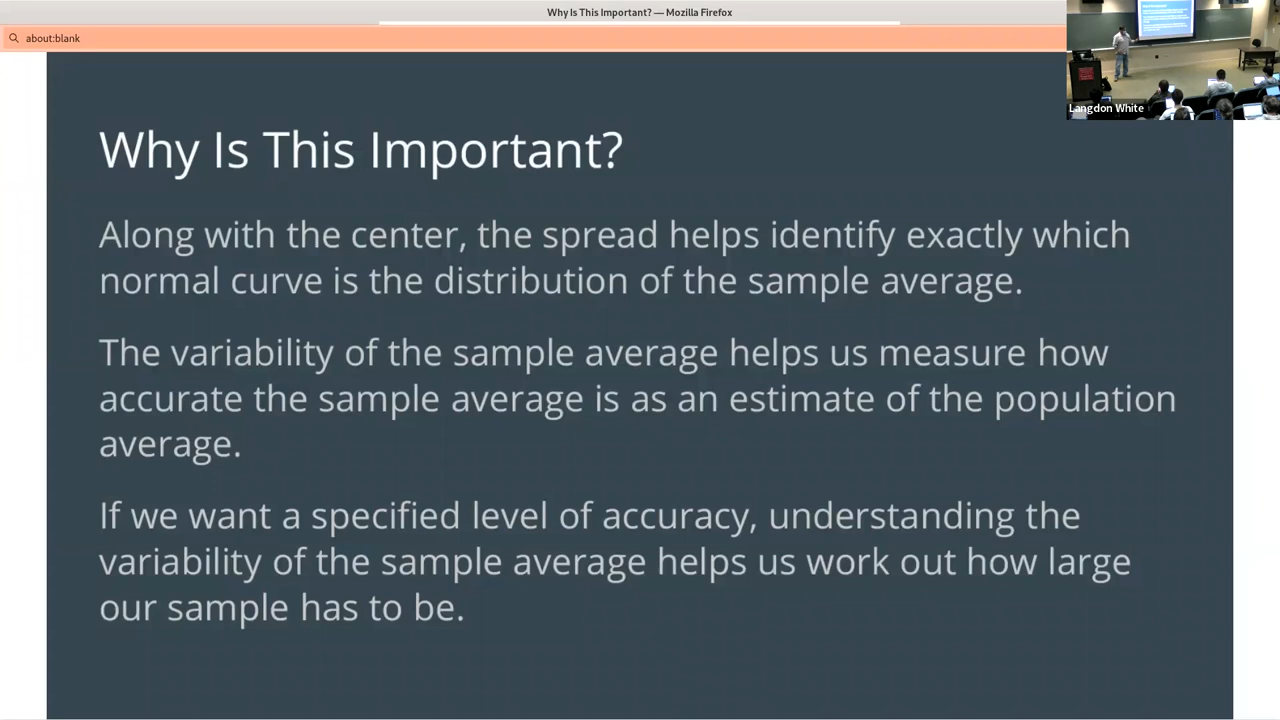 Why Is This Important? — Mozilla Firefox
about:blank
Langdon White
Why Is This Important?
Along with the center, the spread helps identify exactly which
normal curve is the distribution of the sample average.
The variability of the sample average helps us measure how
accurate the sample average is as an estimate of the population
average.
If we want a specified level of accuracy, understanding the
variability of the sample average helps us work out how large
our sample has to be.